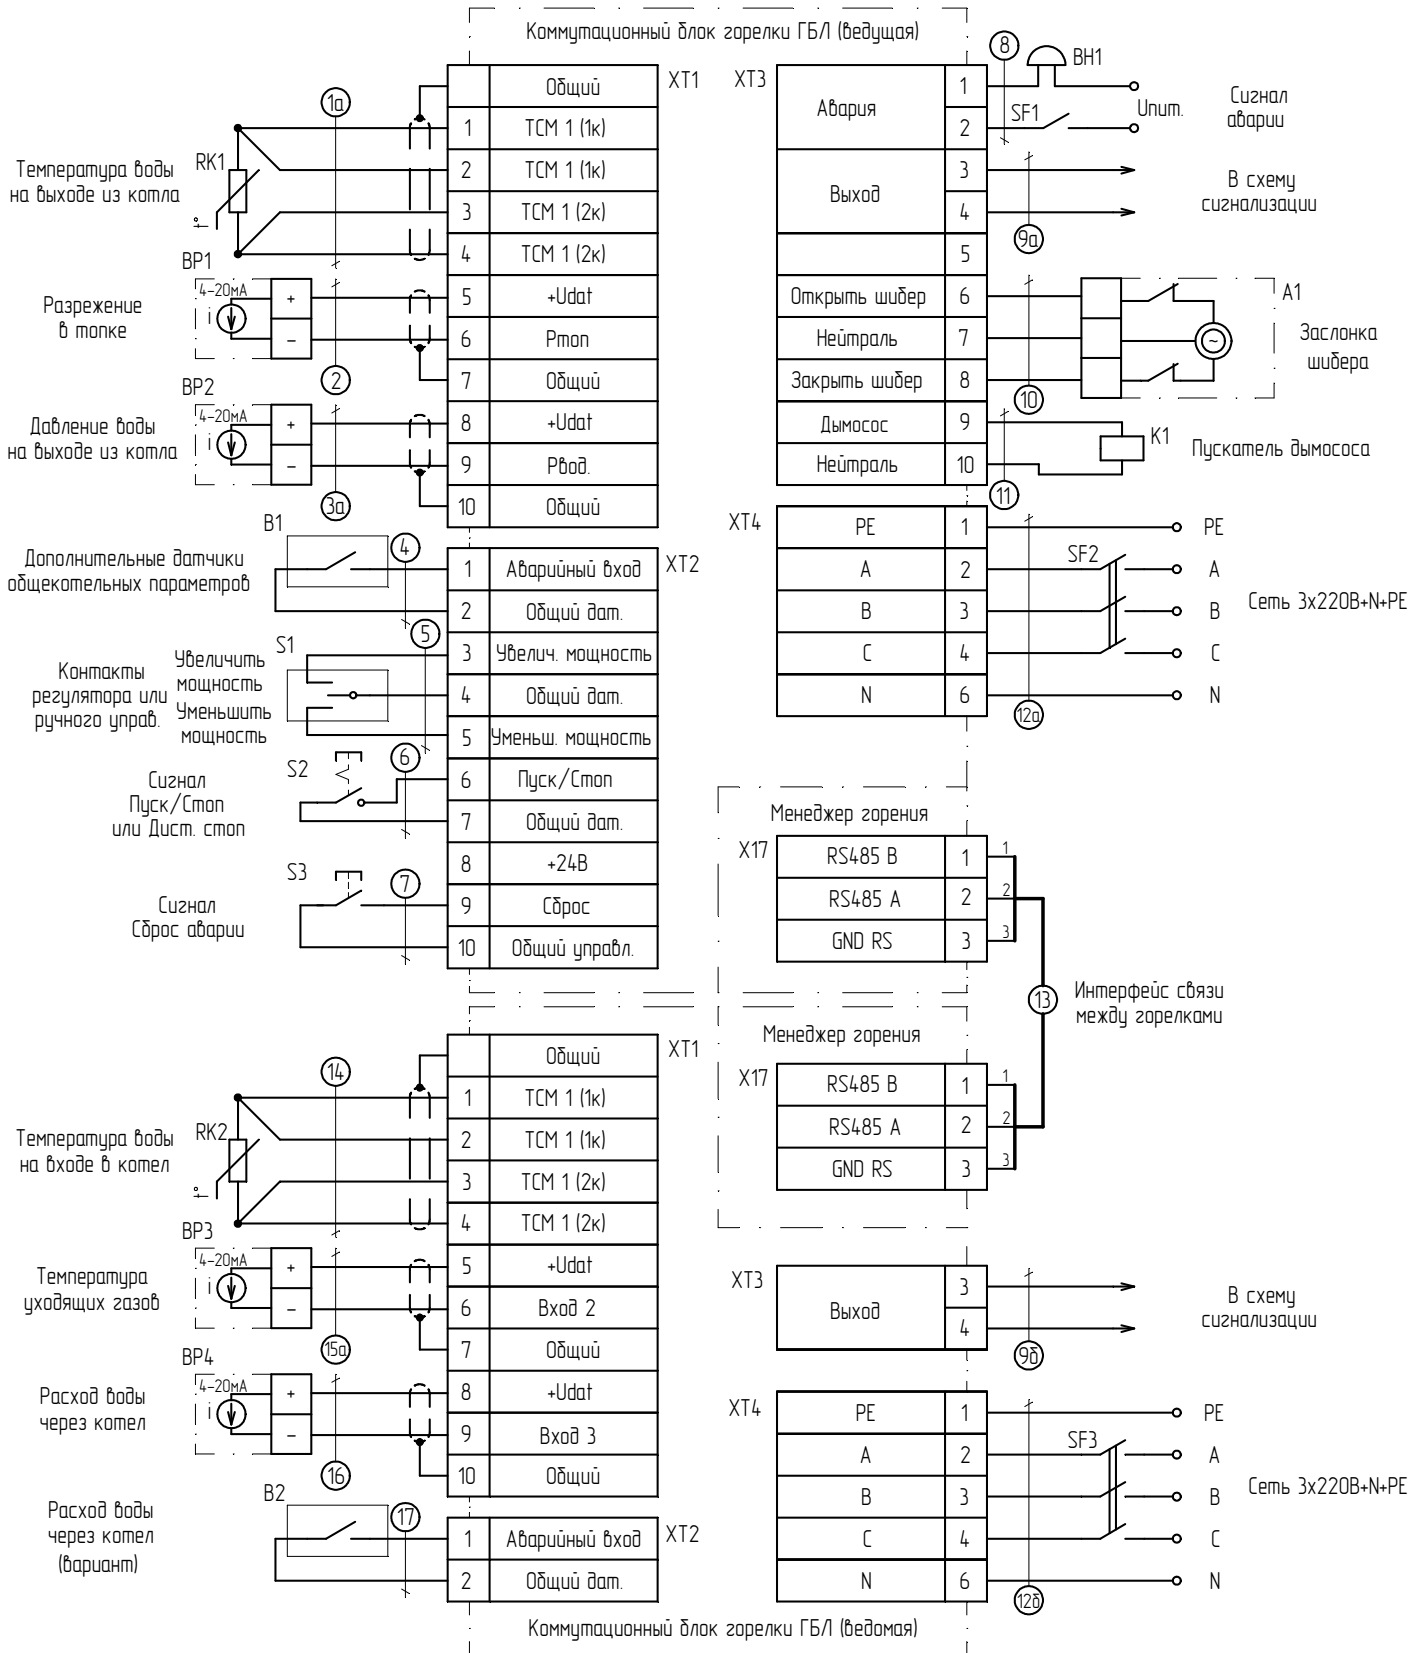 Коммутационный блок горелки ГБЛ (ведущая)
XT1
Общий
1 ТСМ 1 (1к)
2 ТСМ 1 (1к)
3 ТСМ 1 (2к)
4 ТСМ 1 (2к)
5 +Udat
6 Pтоп
7 Общий
8 +Udat
9 Pвод.
10 Общий
1а
RK1
t°
Температура воды
на выходе из котла
BP1
4-20мА
i
+
-
Разрежение
в топке
2
BP2
4-20мА
i
+
-
Давление воды
на выходе из котла
3а
XT2
1 Аварийный вход
2 Общий дат.
3 Увелич. мощность
4 Общий дат.
5 Уменьш. мощность
6 Пуск/Стоп
7 Общий дат.
8 +24В
9 Сброс
10 Общий управл.
B1
4
Дополнительные датчики
общекотельных параметров
5
S1
Увеличить
мощность
Уменьшить
мощность
Контакты
регулятора или
ручного управ.
S2
6
Сигнал
Пуск/Стоп
или Дист. стоп
S3
7
Сигнал
Сброс аварии
XT3
Авария
1
2
Выход
3
4
5
Открыть шибер 6
Нейтраль 7
Закрыть шибер 8
Дымосос 9
Нейтраль 10
8
BH1
SF1
Uпит.
Сигнал
аварии
9а
В схему
сигнализации
10
A1
~
Заслонка
шибера
11
K1
Пускатель дымососа
XT4
PE 1
A 2
B 3
C 4
N 6
SF2
12а
PE
A
B
C
N
Сеть 3х220В+N+PE
Менеджер горения
X17
RS485 B 1
RS485 A 2
GND RS 3
1
2
3
13
Интерфейс связи
между горелками
Менеджер горения
X17
RS485 B 1
RS485 A 2
GND RS 3
1
2
3
XT1
Общий
1 ТСМ 1 (1к)
2 ТСМ 1 (1к)
3 ТСМ 1 (2к)
4 ТСМ 1 (2к)
5 +Udat
6 Вход 2
7 Общий
8 +Udat
9 Вход 3
10 Общий
14
RK2
t°
Температура воды
на входе в котел
BP3
4-20мА
i
+
-
Температура
уходящих газов
15а
BP4
4-20мА
i
+
-
Расход воды
через котел
16
XT2
1 Аварийный вход
2 Общий дат.
B2
17
Расход воды
через котел
(вариант)
XT3
Выход
3
4
9б
В схему
сигнализации
XT4
PE 1
A 2
B 3
C 4
N 6
SF3
12б
PE
A
B
C
N
Сеть 3х220В+N+PE
Коммутационный блок горелки ГБЛ (ведомая)